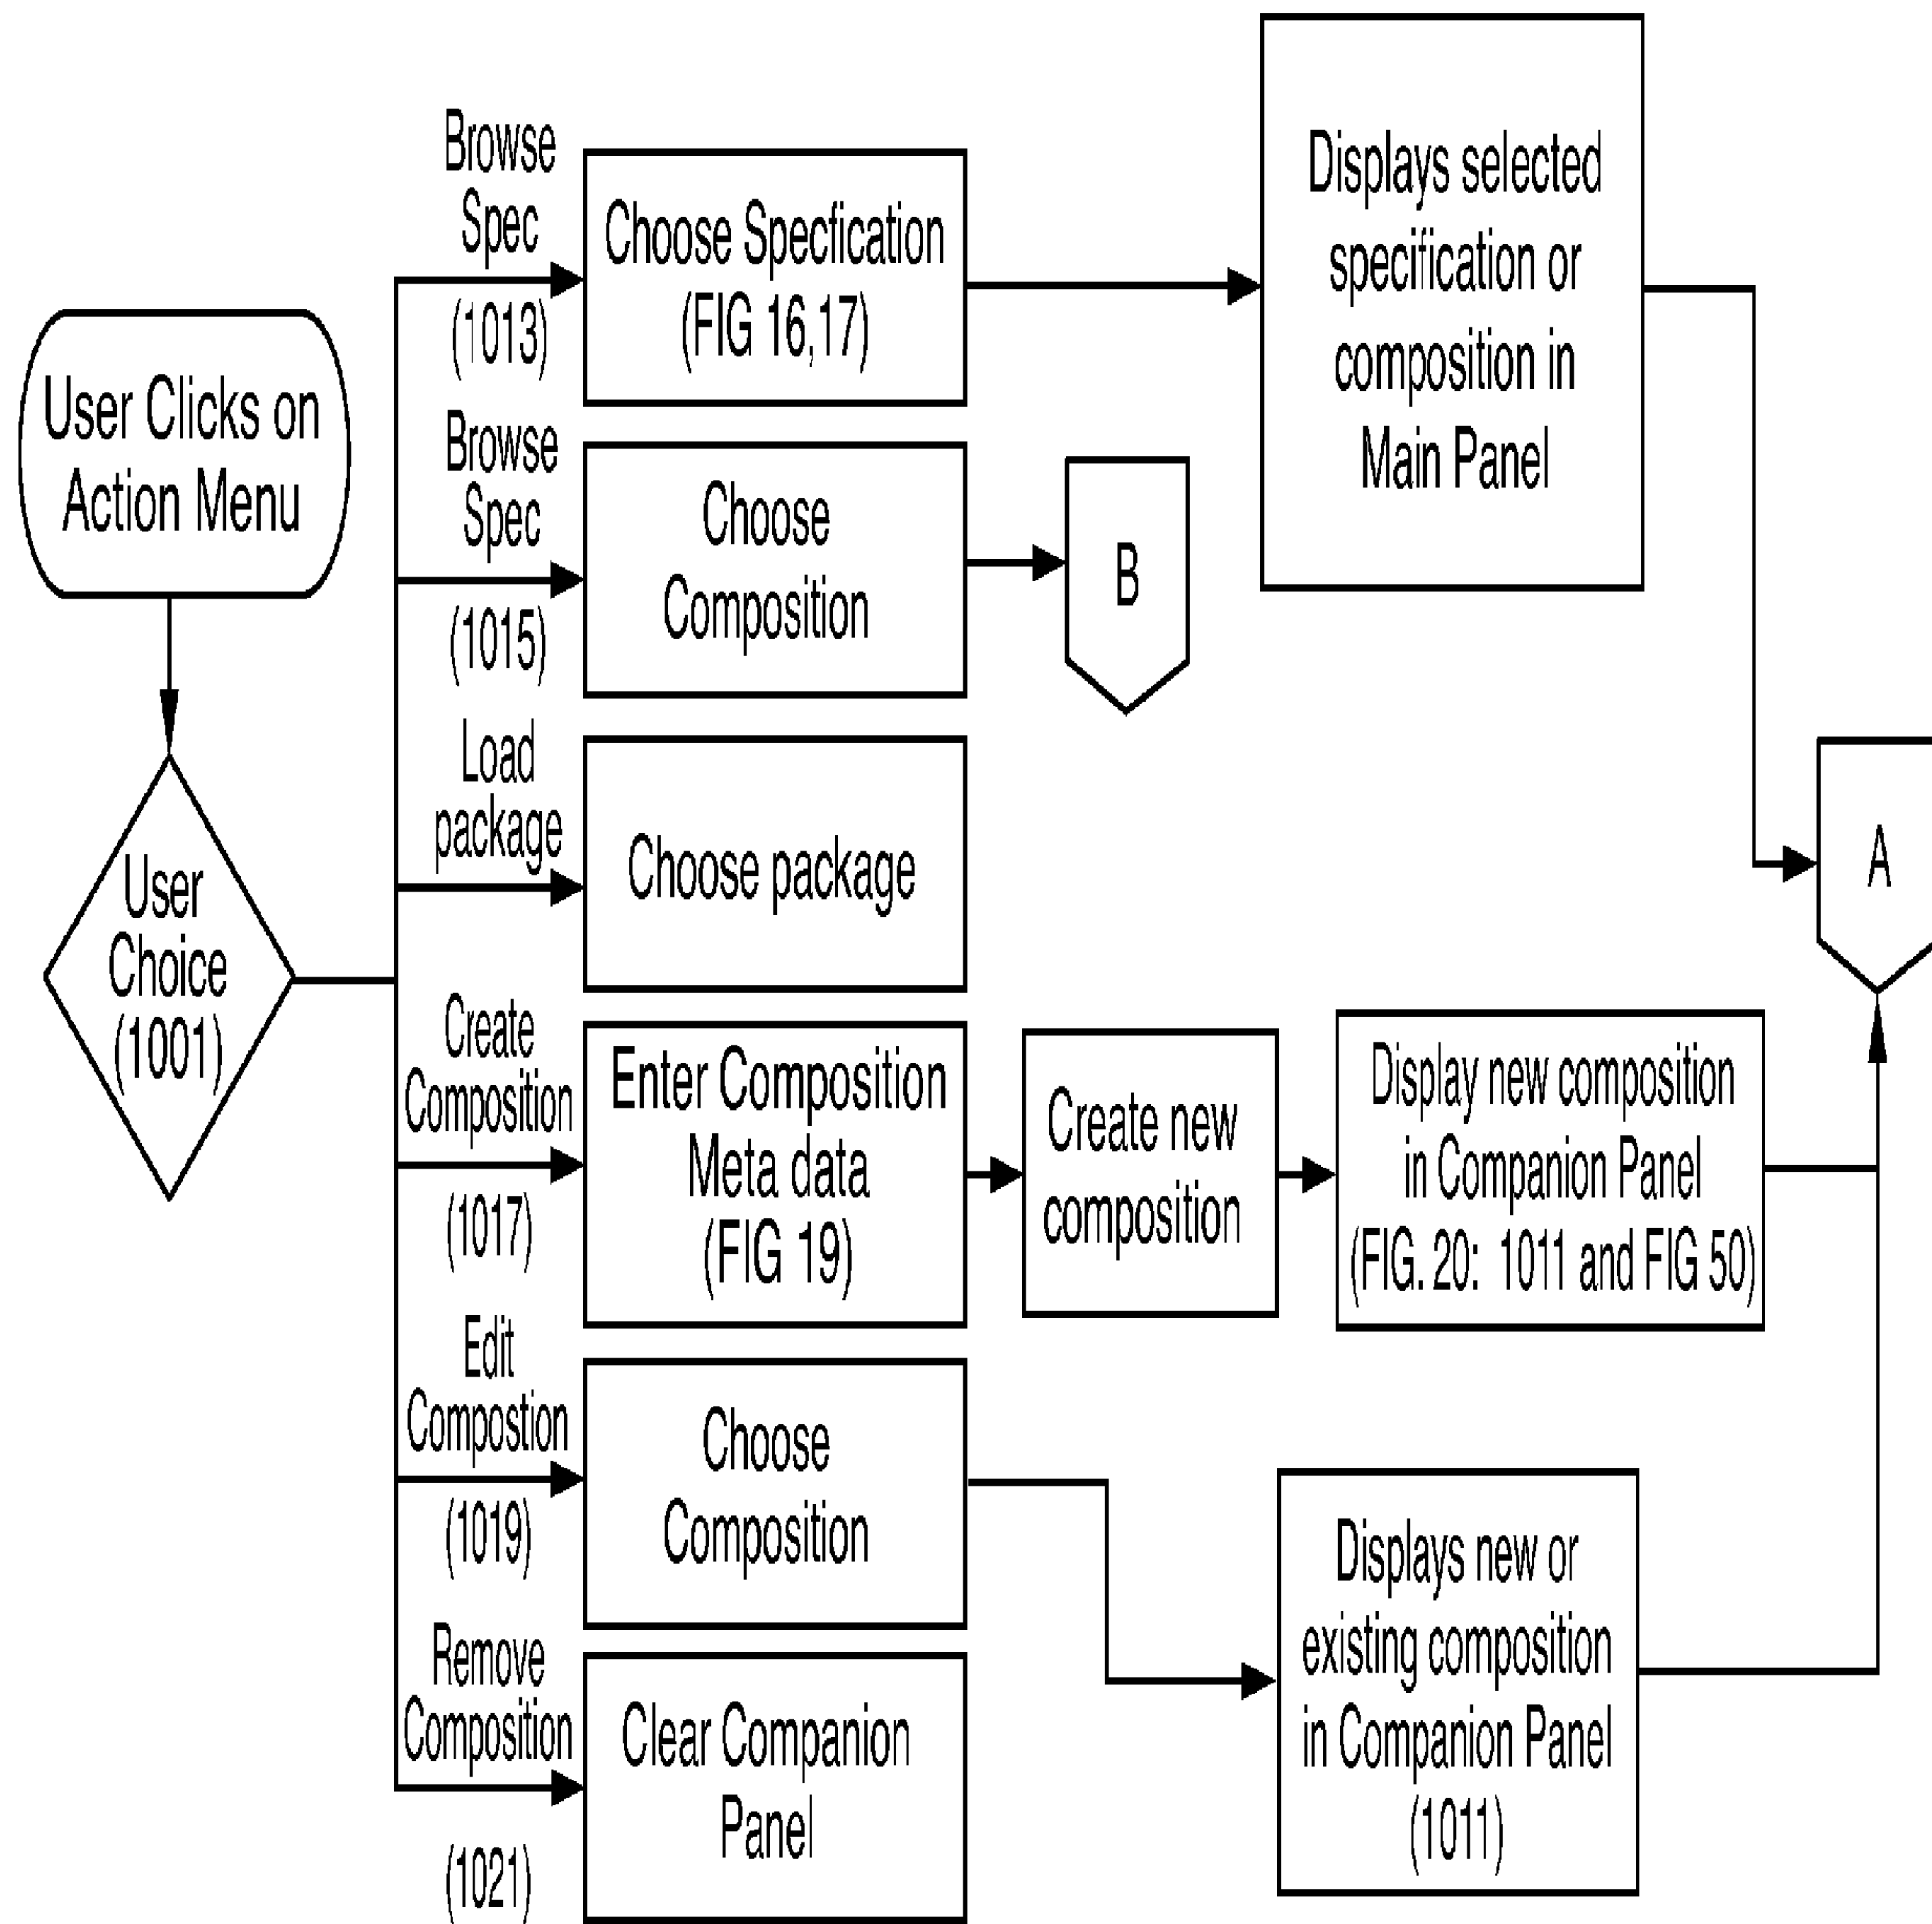 User Clicks on
Action Menu
User
Choice
(1001)
Browse
Spec
(1013)
Choose Specfication
(FIG 16,17)
Displays selected
specification or
composition in
Main Panel
Browse
Spec
(1015)
Choose
Composition
B
Load
package
Choose package
A
Create
Composition
(1017)
Enter Composition
Meta data
(FIG 19)
Create new
composition
Display new composition
in Companion Panel
(FIG. 20: 1011 and FIG 50)
Edit
Compostion
(1019)
Choose
Composition
Displays new or
existing composition
in Companion Panel
(1011)
Remove
Composition
(1021)
Clear Companion
Panel